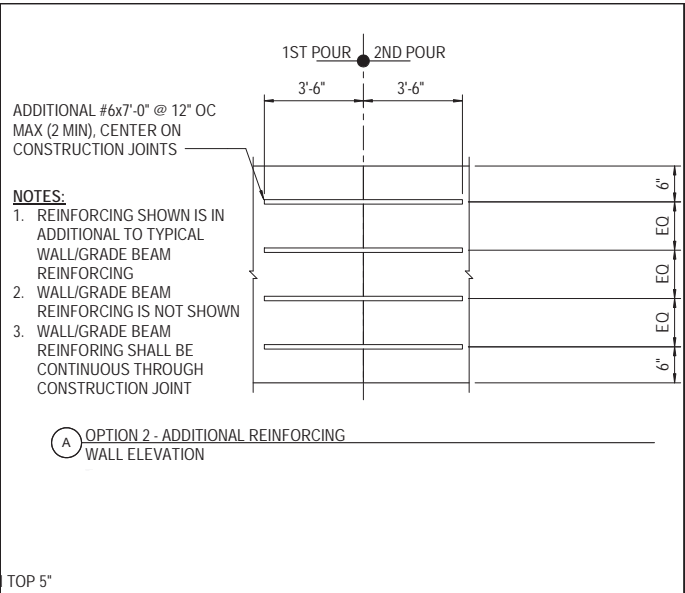 1ST POUR 2ND POUR
3'-6" 3'-6"
ADDITIONAL #6x7'-0" @ 12" OC
MAX (2 MIN), CENTER ON
CONSTRUCTION JOINTS
NOTES:
1. REINFORCING SHOWN IS IN
ADDITIONAL TO TYPICAL
WALL/GRADE BEAM
REINFORCING
2. WALL/GRADE BEAM
REINFORCING IS NOT SHOWN
3. WALL/GRADE BEAM
REINFORING SHALL BE
CONTINUOUS THROUGH
CONSTRUCTION JOINT
6"
EQ
EQ
EQ
6"
A OPTION 2 - ADDITIONAL REINFORCING
WALL ELEVATION
TOP 5"